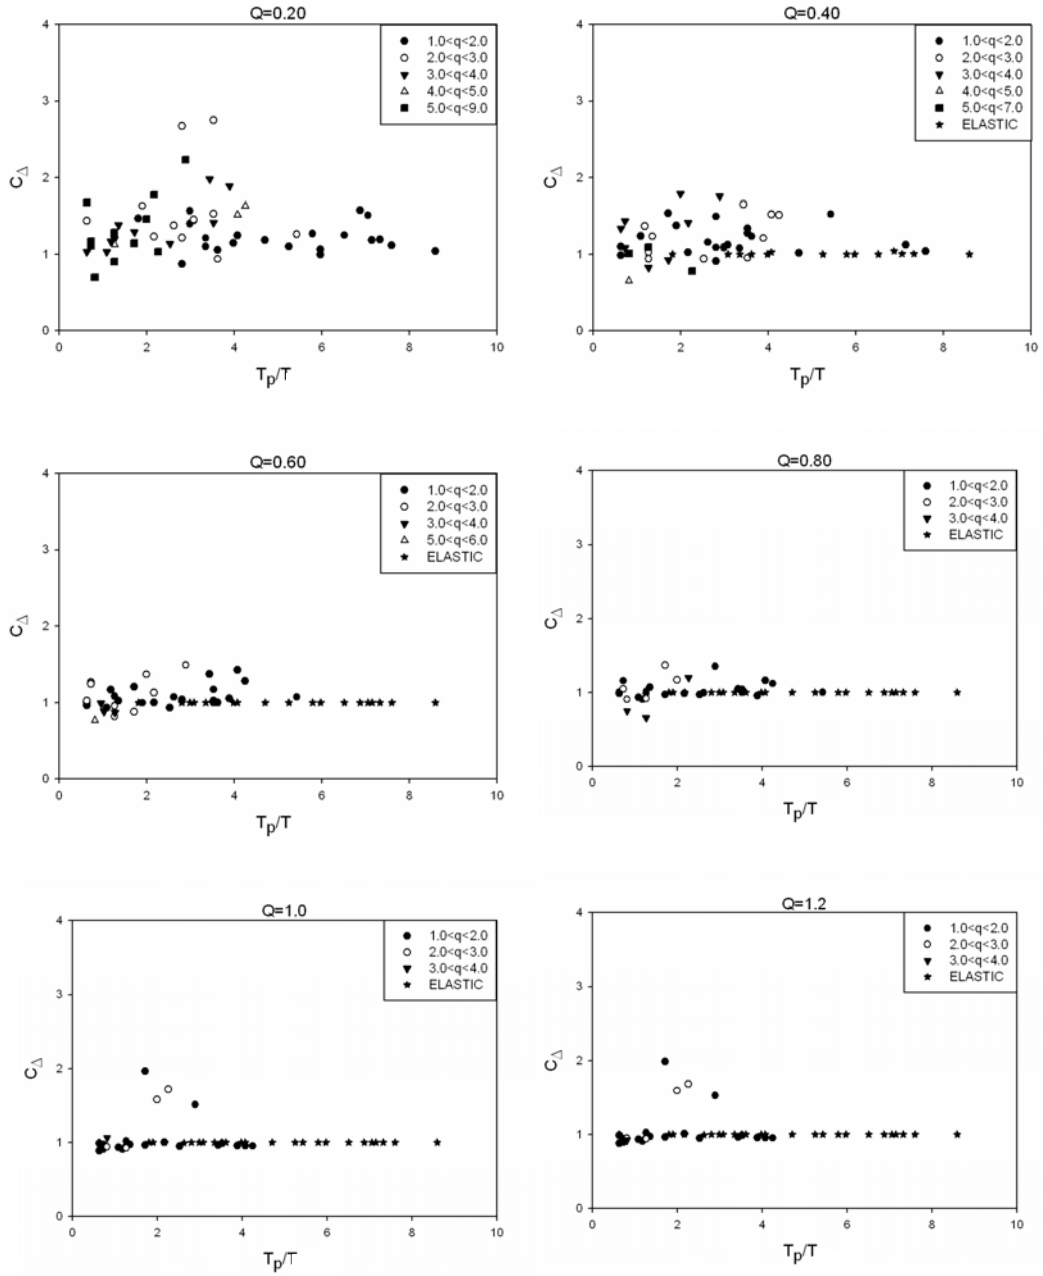 Q=0.20
4
3
2
1
0
C△
0 2 4 6 8 10
Tp/T
1.0<q<2.0
2.0<q<3.0
3.0<q<4.0
4.0<q<5.0
5.0<q<9.0
Q=0.40
4
3
2
1
0
C△
0 2 4 6 8 10
Tp/T
1.0<q<2.0
2.0<q<3.0
3.0<q<4.0
4.0<q<5.0
5.0<q<7.0
ELASTIC
Q=0.60
4
3
2
1
0
C△
0 2 4 6 8 10
Tp/T
1.0<q<2.0
2.0<q<3.0
3.0<q<4.0
5.0<q<6.0
ELASTIC
Q=0.80
4
3
2
1
0
C△
0 2 4 6 8 10
Tp/T
1.0<q<2.0
2.0<q<3.0
3.0<q<4.0
ELASTIC
Q=1.0
4
3
2
1
0
C△
0 2 4 6 8 10
Tp/T
1.0<q<2.0
2.0<q<3.0
3.0<q<4.0
ELASTIC
Q=1.2
4
3
2
1
0
C△
0 2 4 6 8 10
Tp/T
1.0<q<2.0
2.0<q<3.0
3.0<q<4.0
ELASTIC